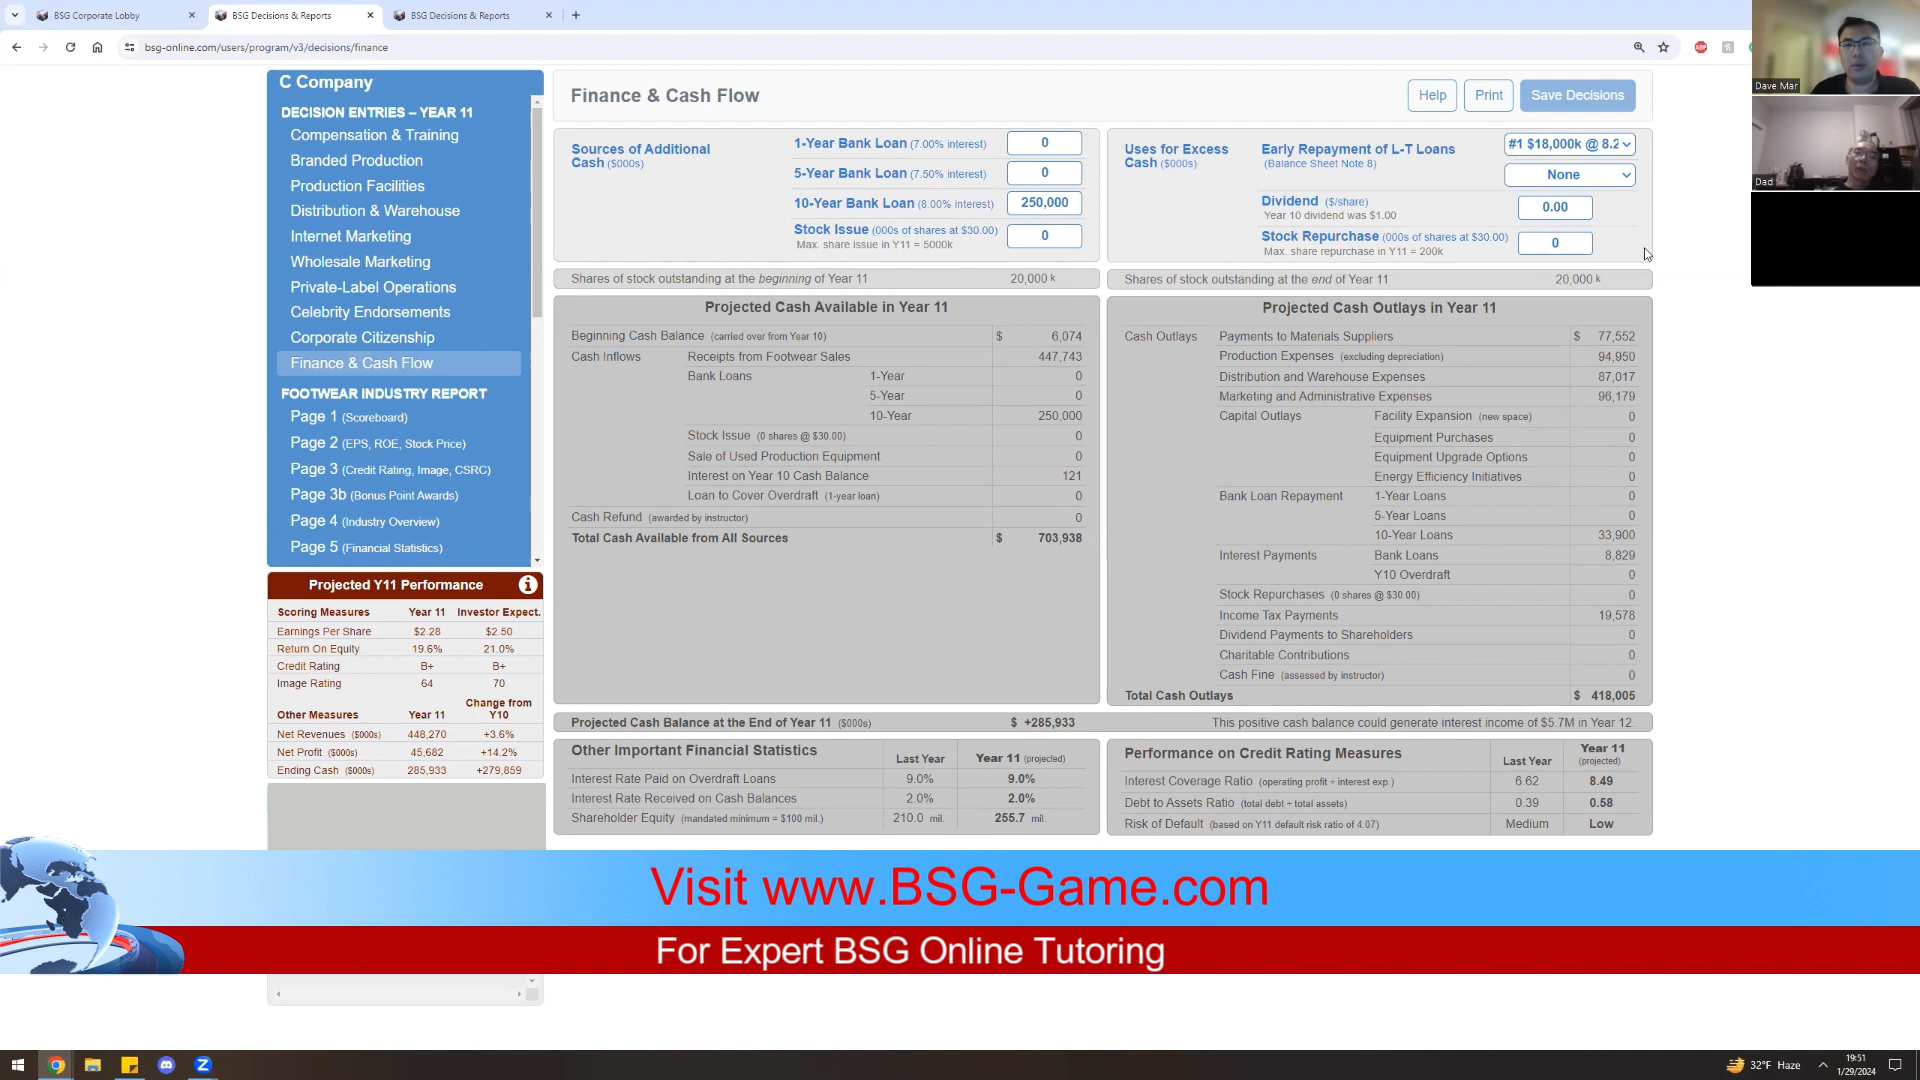 BSG Corporate Lobby
BSG Decisions & Reports
BSG Decisions & Reports
bsg-online.com/users/program/v3/decisions/finance
ABP
C Company
DECISION ENTRIES – YEAR 11
Compensation & Training
Branded Production
Production Facilities
Distribution & Warehouse
Internet Marketing
Wholesale Marketing
Private-Label Operations
Celebrity Endorsements
Corporate Citizenship
Finance & Cash Flow
FOOTWEAR INDUSTRY REPORT
Page 1 (Scoreboard)
Page 2 (EPS, ROE, Stock Price)
Page 3 (Credit Rating, Image, CSRC)
Page 3b (Bonus Point Awards)
Page 4 (Industry Overview)
Page 5 (Financial Statistics)
Projected Y11 Performance
Scoring Measures Year 11 Investor Expect.
Earnings Per Share $2.28 $2.50
Return On Equity 19.6% 21.0%
Credit Rating B+ B+
Image Rating 64 70
Other Measures Year 11 Change from Y10
Net Revenues ($000s) 448,270 +3.6%
Net Profit ($000s) 45,682 +14.2%
Ending Cash ($000s) 285,933 +279,859
Finance & Cash Flow
Help Print Save Decisions
Sources of Additional Cash ($000s)
1-Year Bank Loan (7.00% interest) 0
5-Year Bank Loan (7.50% interest) 0
10-Year Bank Loan (8.00% interest) 250,000
Stock Issue (000s of shares at $30.00) 0
Max. share issue in Y11 = 5000k
Shares of stock outstanding at the beginning of Year 11 20,000 k
Uses for Excess Cash ($000s)
Early Repayment of L-T Loans #1 $18,000k @ 8.2
(Balance Sheet Note 8) None
Dividend ($/share) 0.00
Year 10 dividend was $1.00
Stock Repurchase (000s of shares at $30.00) 0
Max. share repurchase in Y11 = 200k
Shares of stock outstanding at the end of Year 11 20,000 k
Projected Cash Available in Year 11
Beginning Cash Balance (carried over from Year 10) $ 6,074
Cash Inflows Receipts from Footwear Sales 447,743
Bank Loans 1-Year 0
5-Year 0
10-Year 250,000
Stock Issue (0 shares @ $30.00) 0
Sale of Used Production Equipment 0
Interest on Year 10 Cash Balance 121
Loan to Cover Overdraft (1-year loan) 0
Cash Refund (awarded by instructor) 0
Total Cash Available from All Sources $ 703,938
Projected Cash Outlays in Year 11
Cash Outlays Payments to Materials Suppliers $ 77,552
Production Expenses (excluding depreciation) 94,950
Distribution and Warehouse Expenses 87,017
Marketing and Administrative Expenses 96,179
Capital Outlays Facility Expansion (new space) 0
Equipment Purchases 0
Equipment Upgrade Options 0
Energy Efficiency Initiatives 0
Bank Loan Repayment 1-Year Loans 0
5-Year Loans 0
10-Year Loans 33,900
Interest Payments Bank Loans 8,829
Y10 Overdraft 0
Stock Repurchases (0 shares @ $30.00) 0
Income Tax Payments 19,578
Dividend Payments to Shareholders 0
Charitable Contributions 0
Cash Fine (assessed by instructor) 0
Total Cash Outlays $ 418,005
Projected Cash Balance at the End of Year 11 ($000s) $ +285,933
This positive cash balance could generate interest income of $5.7M in Year 12.
Other Important Financial Statistics Last Year Year 11 (projected)
Interest Rate Paid on Overdraft Loans 9.0% 9.0%
Interest Rate Received on Cash Balances 2.0% 2.0%
Shareholder Equity (mandated minimum = $100 mil.) 210.0 mil. 255.7 mil.
Performance on Credit Rating Measures Last Year Year 11 (projected)
Interest Coverage Ratio (operating profit ÷ interest exp.) 6.62 8.49
Debt to Assets Ratio (total debt ÷ total assets) 0.39 0.58
Risk of Default (based on Y11 default risk ratio of 4.07) Medium Low
Dave Mar
Dad
Visit www.BSG-Game.com
For Expert BSG Online Tutoring
32°F Haze
19:51
1/29/2024